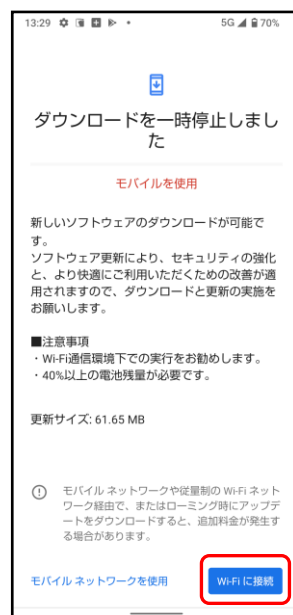 13:29 5G 70%
ダウンロードを一時停止しまし
た
モバイルを使用
新しいソフトウェアのダウンロードが可能で
す。
ソフトウェア更新により、セキュリティの強化
と、より快適にご利用いただくための改善が適
用されますので、ダウンロードと更新の実施を
お願いします。
■注意事項
・Wi-Fi通信環境下での実行をお勧めします。
・40%以上の電池残量が必要です。
更新サイズ: 61.65 MB
モバイル ネットワークや従量制の Wi-Fi ネット
ワーク経由で、またはローミング時にアップデ
ートをダウンロードすると、追加料金が発生す
る場合があります。
モバイル ネットワークを使用
Wi-Fi に接続